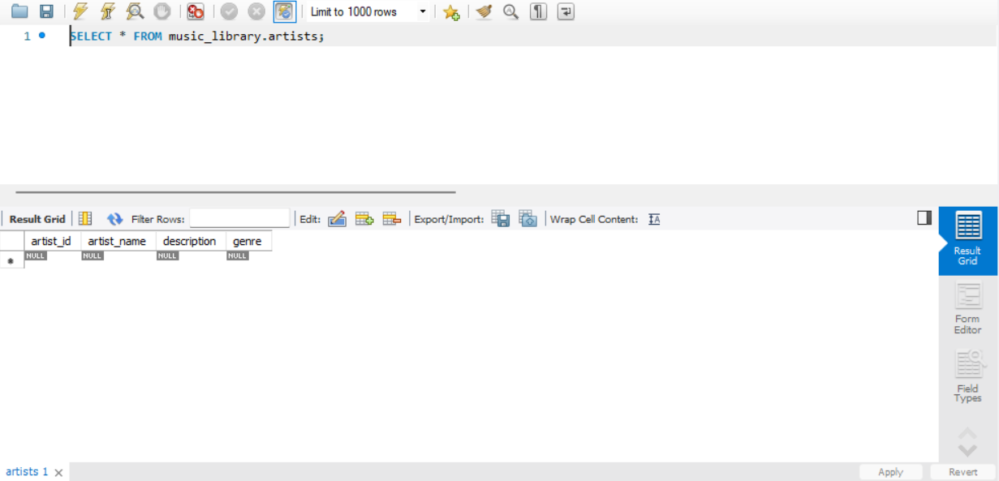 Limit to 1000 rows
1 SELECT * FROM music_library.artists;
Result Grid Filter Rows: Edit: Export/Import: Wrap Cell Content: IA
artist_id artist_name description genre
NULL NULL NULL NULL
Result
Grid
Form
Editor
Field
Types
artists 1
Apply Revert